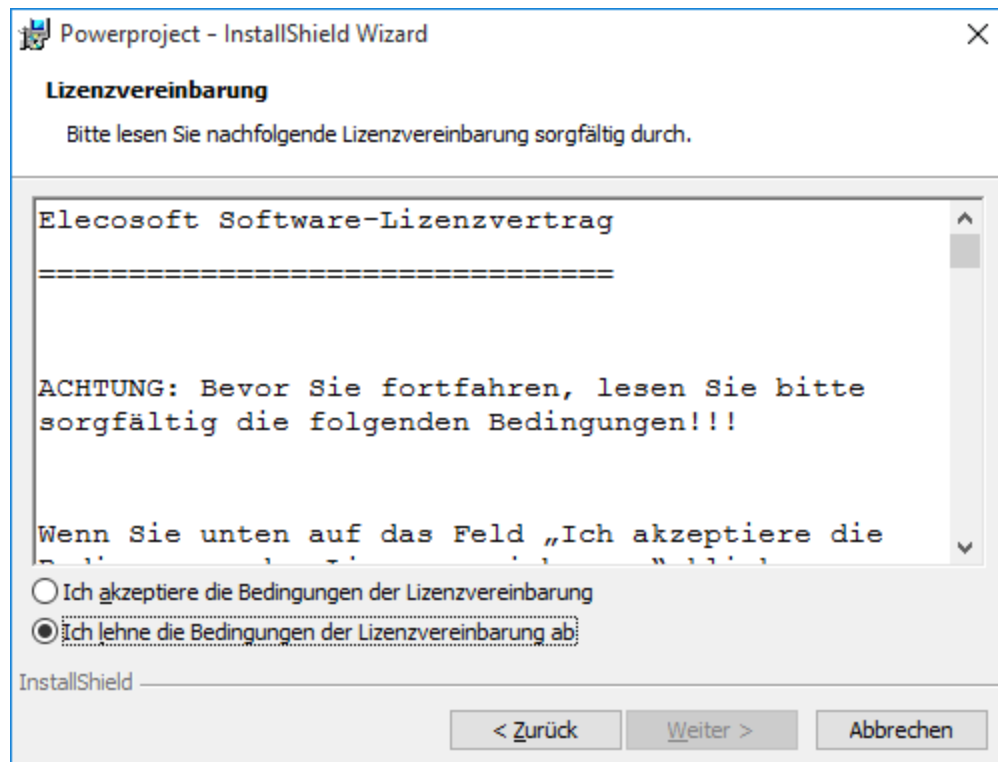 Powerproject - InstallShield Wizard
Lizenzvereinbarung
Bitte lesen Sie nachfolgende Lizenzvereinbarung sorgfältig durch.
Elecosoft Software-Lizenzvertrag
================================
ACHTUNG: Bevor Sie fortfahren, lesen Sie bitte
sorgfältig die folgenden Bedingungen!!!
Wenn Sie unten auf das Feld „Ich akzeptiere die
Ich akzeptiere die Bedingungen der Lizenzvereinbarung
Ich lehne die Bedingungen der Lizenzvereinbarung ab
InstallShield
< Zurück
Weiter >
Abbrechen